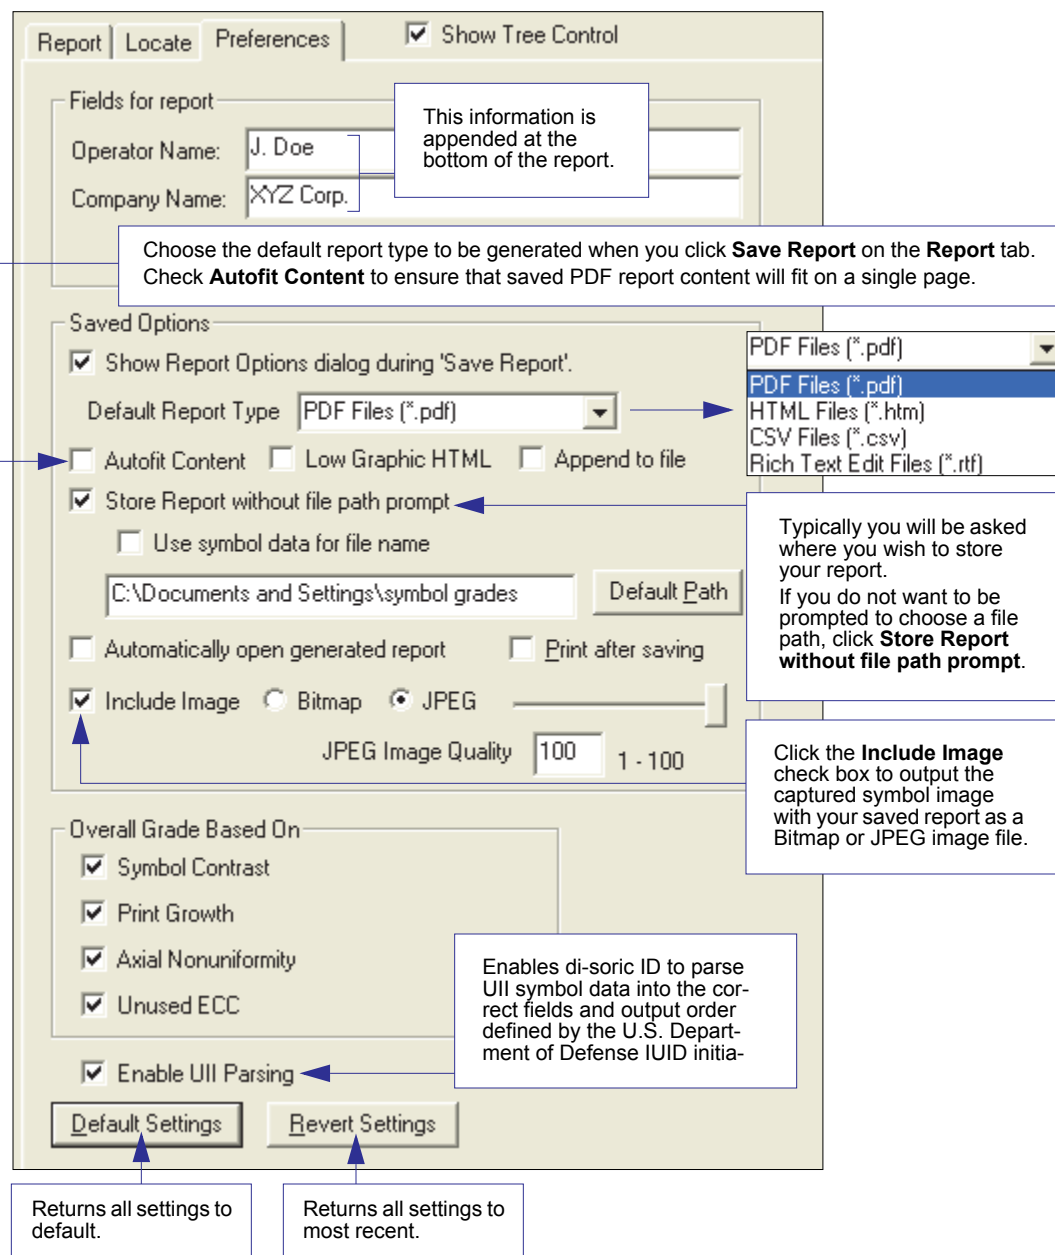 Report Locate Preferences Show Tree Control
Fields for report
Operator Name: J. Doe
Company Name: XYZ Corp.
This information is
appended at the
bottom of the report.
Choose the default report type to be generated when you click Save Report on the Report tab.
Check Autofit Content to ensure that saved PDF report content will fit on a single page.
Saved Options
Show Report Options dialog during 'Save Report'.
Default Report Type PDF Files (*.pdf)
PDF Files (*.pdf)
PDF Files (*.pdf)
HTML Files (*.htm)
CSV Files (*.csv)
Rich Text Edit Files (*.rtf)
Autofit Content Low Graphic HTML Append to file
Store Report without file path prompt
Use symbol data for file name
C:\Documents and Settings\symbol grades Default Path
Typically you will be asked
where you wish to store
your report.
If you do not want to be
prompted to choose a file
path, click Store Report
without file path prompt.
Automatically open generated report Print after saving
Include Image Bitmap JPEG
JPEG Image Quality 100 1 - 100
Click the Include Image
check box to output the
captured symbol image
with your saved report as a
Bitmap or JPEG image file.
Overall Grade Based On
Symbol Contrast
Print Growth
Axial Nonuniformity
Unused ECC
Enables di-soric ID to parse
UII symbol data into the cor-
rect fields and output order
defined by the U.S. Depart-
ment of Defense IUID initia-
Enable UII Parsing
Default Settings Revert Settings
Returns all settings to
default.
Returns all settings to
most recent.